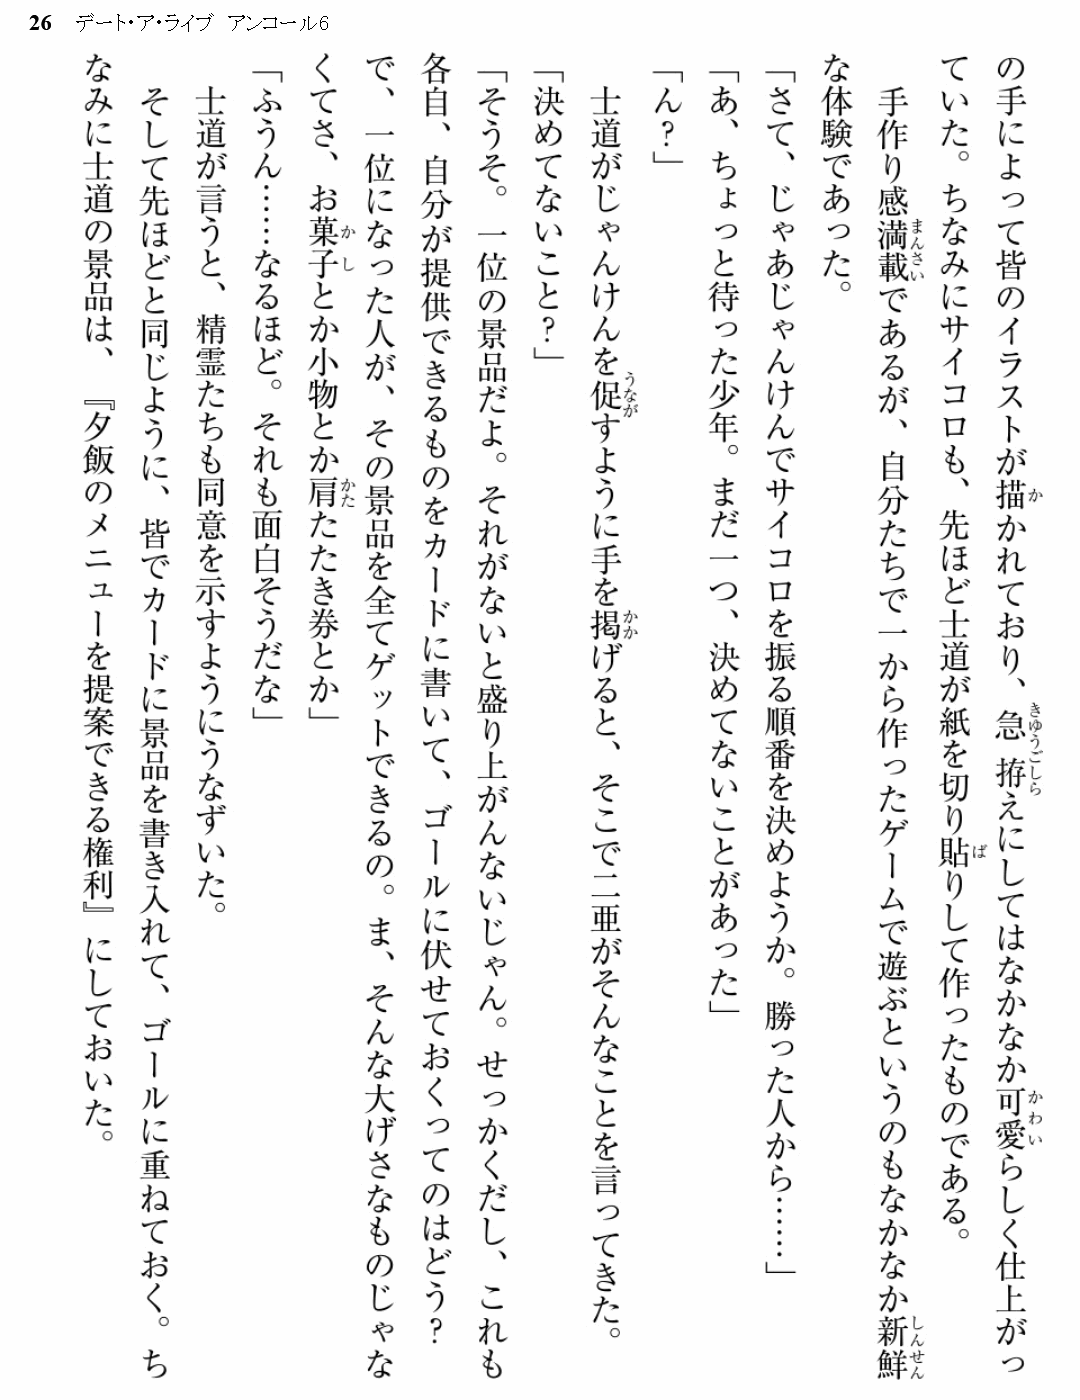 26 デート・ア・ライブ アンコール6
の手によって皆のイラストが描かれており、急拵えにしてはなかなか可愛らしく仕上がっ
ていた。ちなみにサイコロも、先ほど士道が紙を切り貼りして作ったものである。
手作り感満載であるが、自分たちで一から作ったゲームで遊ぶというのもなかなか新鮮
な体験であった。
「さて、じゃあじゃんけんでサイコロを振る順番を決めようか。勝った人から……」
「あ、ちょっと待った少年。まだ一つ、決めてないことがあった」
「ん？」
士道がじゃんけんを促すように手を掲げると、そこで二亜がそんなことを言ってきた。
「決めてないこと？」
「そうそ。一位の景品だよ。それがないと盛り上がんないじゃん。せっかくだし、これも
各自、自分が提供できるものをカードに書いて、ゴールに伏せておくってのはどう？
で、一位になった人が、その景品を全てゲットできるの。ま、そんな大げさなものじゃな
くてさ、お菓子とか小物とか肩たたき券とか」
「ふうん……なるほど。それも面白そうだな」
士道が言うと、精霊たちも同意を示すようにうなずいた。
そして先ほどと同じように、皆でカードに景品を書き入れて、ゴールに重ねておく。ち
なみに士道の景品は、『夕飯のメニューを提案できる権利』にしておいた。